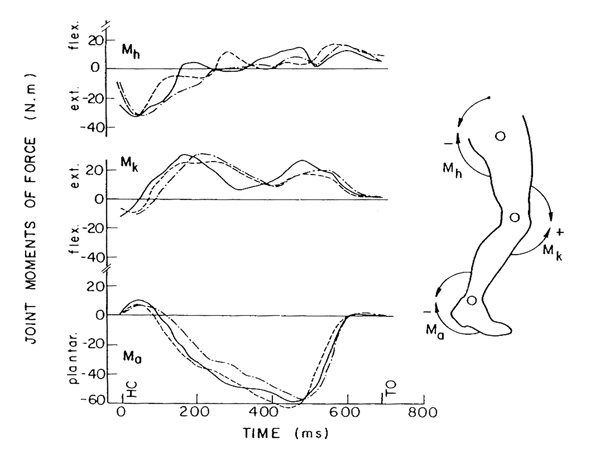 JOINT MOMENTS OF FORCE (N.m)
flex.
20
Mh
0
ext.
-20
-40
Mk
20
ext.
0
flex.
-20
-40
20
0
-20
plantar.
Ma
-40
-60
HC
TO
0
200
400
600
800
TIME (ms)
-
Mh
+
Mk
-
Ma